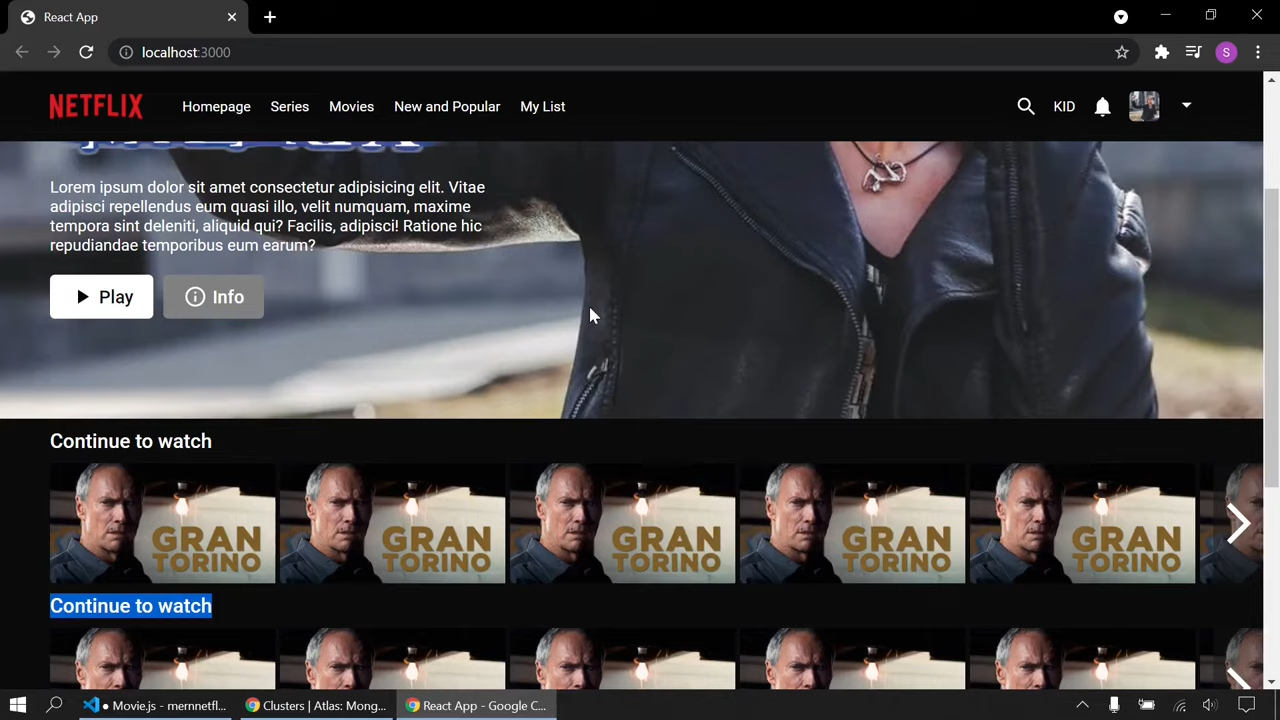 React App
localhost:3000
S
NETFLIX Homepage Series Movies New and Popular My List KID
Lorem ipsum dolor sit amet consectetur adipisicing elit. Vitae
adipisci repellendus eum quasi illo, velit numquam, maxime
tempora sint deleniti, aliquid qui? Facilis, adipisci! Ratione hic
repudiandae temporibus eum earum?
Play Info
Continue to watch
GRAN TORINO
GRAN TORINO
GRAN TORINO
GRAN TORINO
GRAN TORINO
Continue to watch
● Movie.js - mernnetfl... Clusters | Atlas: Mong... React App - Google C...